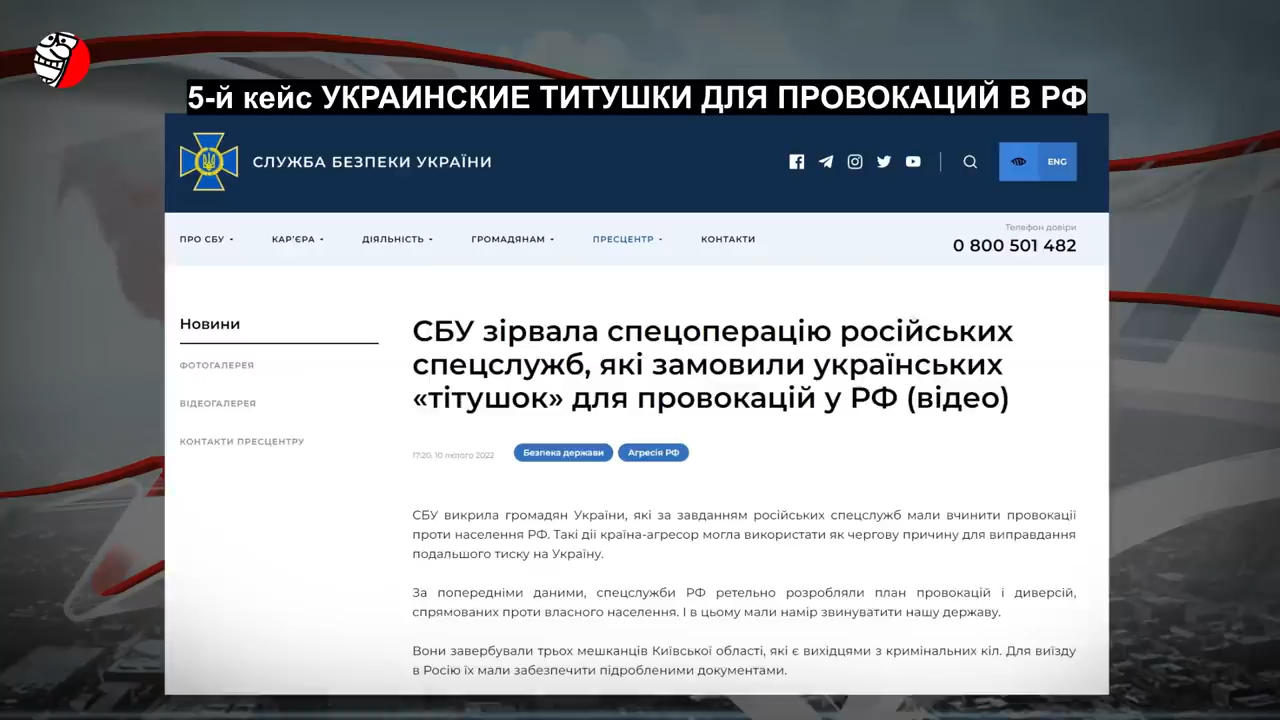 5-й кейс УКРАИНСКИЕ ТИТУШКИ ДЛЯ ПРОВОКАЦИЙ В РФ
СЛУЖБА БЕЗПЕКИ УКРАЇНИ
ENG
ПРО СБУ
КАР'ЄРА
ДІЯЛЬНІСТЬ
ГРОМАДЯНАМ
ПРЕСЦЕНТР
КОНТАКТИ
Телефон довіри
0 800 501 482
Новини
ФОТОГАЛЕРЕЯ
ВІДЕОГАЛЕРЕЯ
КОНТАКТИ ПРЕСЦЕНТРУ
СБУ зірвала спецоперацію російських
спецслужб, які замовили українських
«тітушок» для провокацій у РФ (відео)
17:20, 10 лютого 2022
Безпека держави
Агресія РФ
СБУ викрила громадян України, які за завданням російських спецслужб мали вчинити провокації
проти населення РФ. Такі дії країна-агресор могла використати як чергову причину для виправдання
подальшого тиску на Україну.
За попередніми даними, спецслужби РФ ретельно розробляли план провокацій і диверсій,
спрямованих проти власного населення. І в цьому мали намір звинуватити нашу державу.
Вони завербували трьох мешканців Київської області, які є вихідцями з кримінальних кіл. Для виїзду
в Росію їх мали забезпечити підробленими документами.